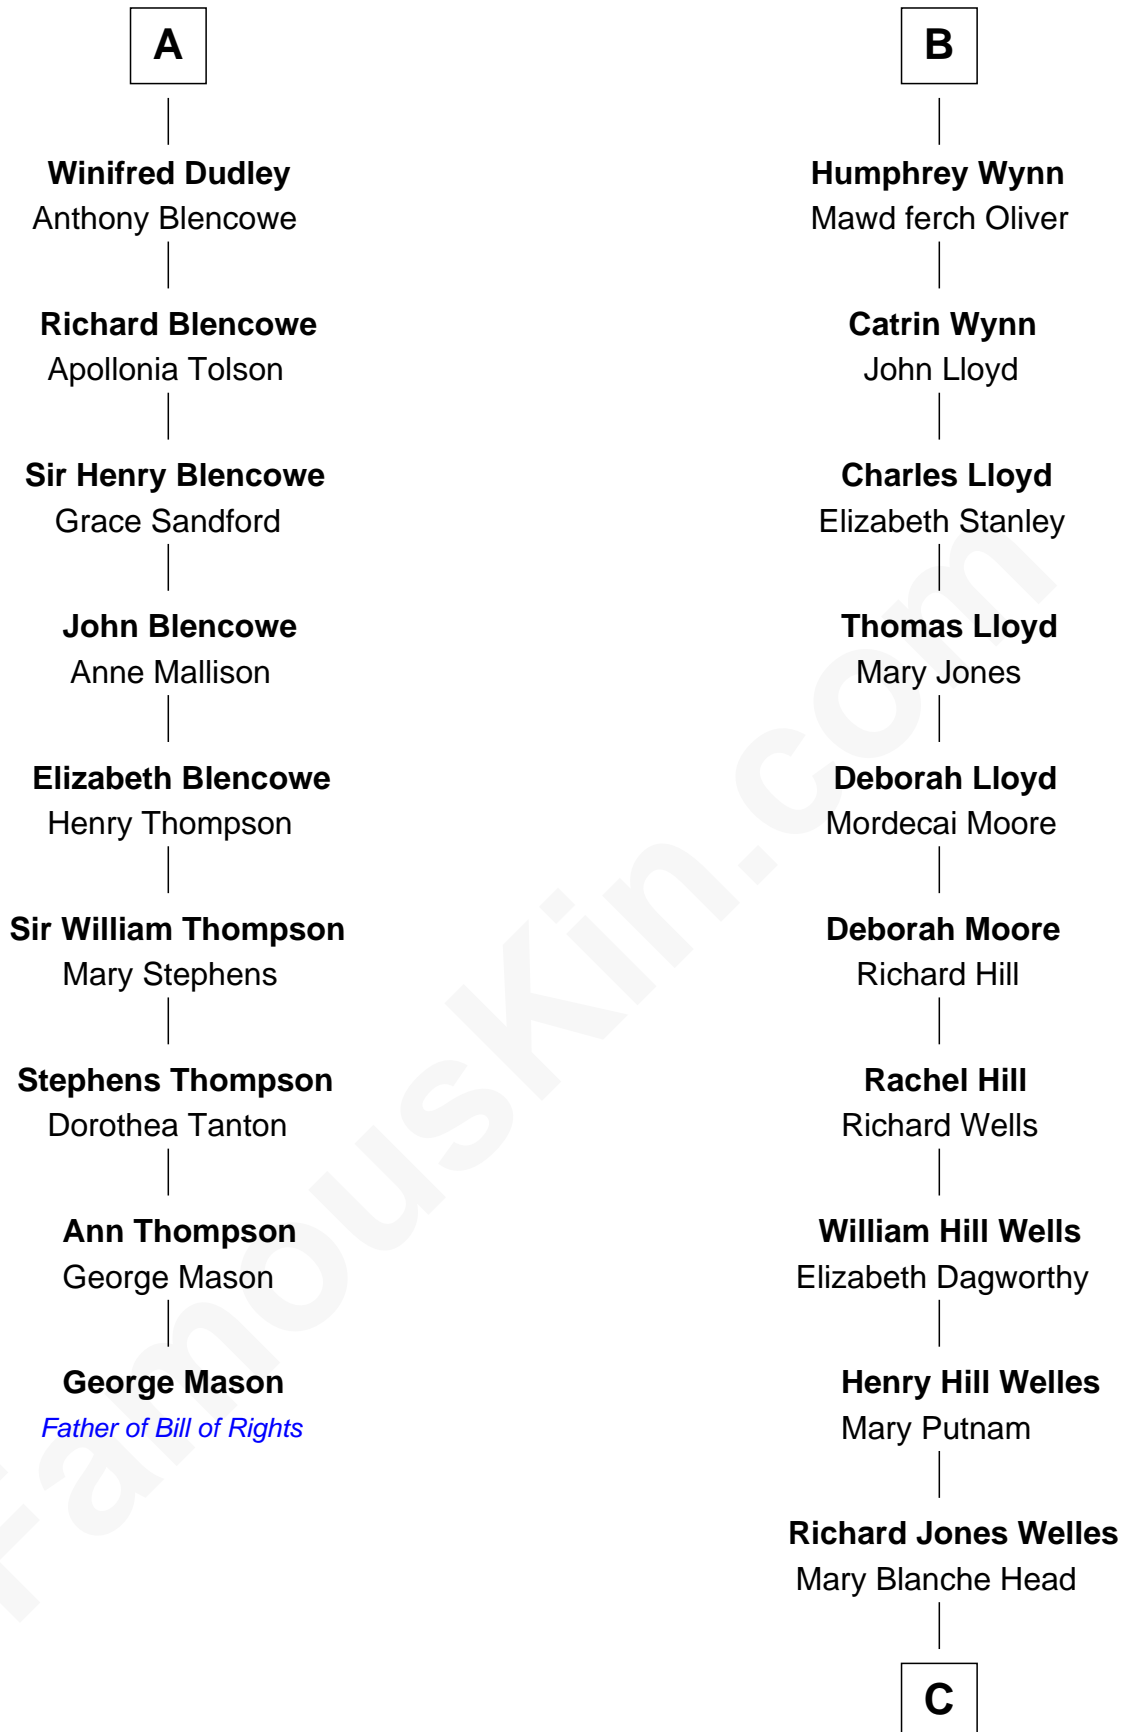 A
Winifred Dudley
Anthony Blencowe
Richard Blencowe
Apollonia Tolson
Sir Henry Blencowe
Grace Sandford
John Blencowe
Anne Mallison
Elizabeth Blencowe
Henry Thompson
Sir William Thompson
Mary Stephens
Stephens Thompson
Dorothea Tanton
Ann Thompson
George Mason
George Mason
Father of Bill of Rights
B
Humphrey Wynn
Mawd ferch Oliver
Catrin Wynn
John Lloyd
Charles Lloyd
Elizabeth Stanley
Thomas Lloyd
Mary Jones
Deborah Lloyd
Mordecai Moore
Deborah Moore
Richard Hill
Rachel Hill
Richard Wells
William Hill Wells
Elizabeth Dagworthy
Henry Hill Welles
Mary Putnam
Richard Jones Welles
Mary Blanche Head
C
FamousKin.com